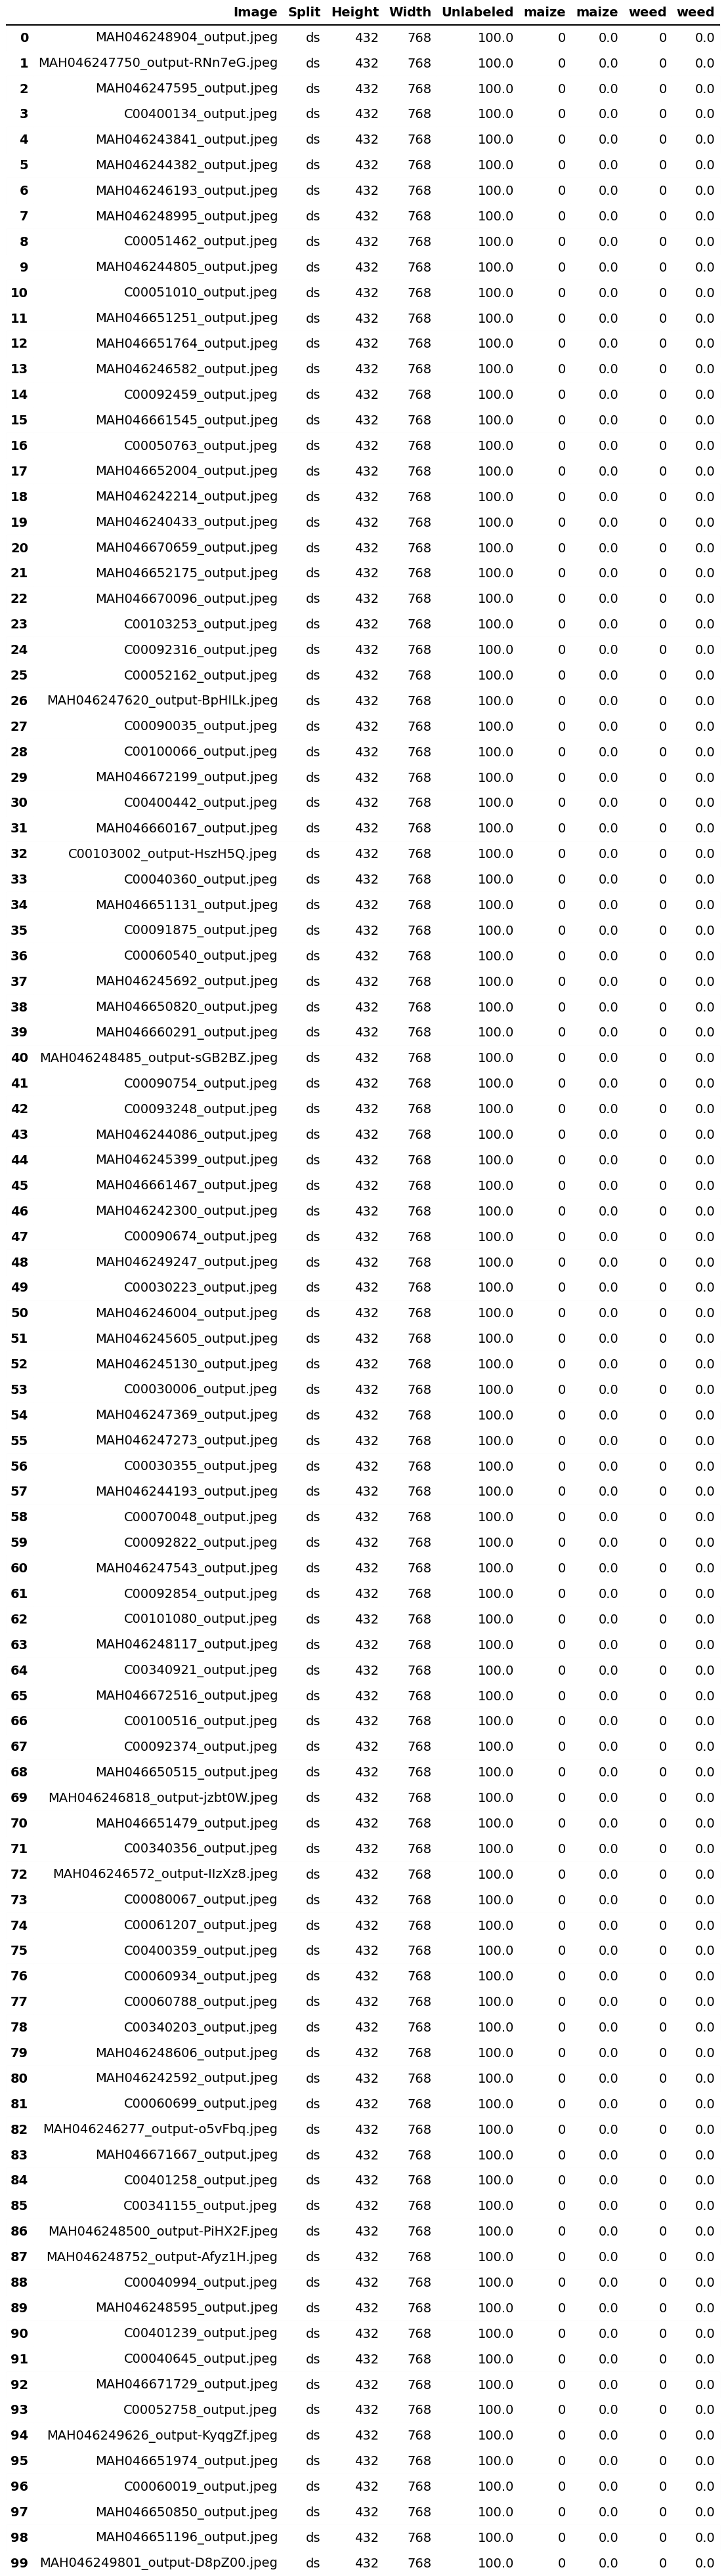 Image Split Height Width Unlabeled maize maize weed weed
0 MAH046248904_output.jpeg ds 432 768 100.0 0 0.0 0 0.0
1 MAH046247750_output-RNn7eG.jpeg ds 432 768 100.0 0 0.0 0 0.0
2 MAH046247595_output.jpeg ds 432 768 100.0 0 0.0 0 0.0
3 C00400134_output.jpeg ds 432 768 100.0 0 0.0 0 0.0
4 MAH046243841_output.jpeg ds 432 768 100.0 0 0.0 0 0.0
5 MAH046244382_output.jpeg ds 432 768 100.0 0 0.0 0 0.0
6 MAH046246193_output.jpeg ds 432 768 100.0 0 0.0 0 0.0
7 MAH046248995_output.jpeg ds 432 768 100.0 0 0.0 0 0.0
8 C00051462_output.jpeg ds 432 768 100.0 0 0.0 0 0.0
9 MAH046244805_output.jpeg ds 432 768 100.0 0 0.0 0 0.0
10 C00051010_output.jpeg ds 432 768 100.0 0 0.0 0 0.0
11 MAH046651251_output.jpeg ds 432 768 100.0 0 0.0 0 0.0
12 MAH046651764_output.jpeg ds 432 768 100.0 0 0.0 0 0.0
13 MAH046246582_output.jpeg ds 432 768 100.0 0 0.0 0 0.0
14 C00092459_output.jpeg ds 432 768 100.0 0 0.0 0 0.0
15 MAH046661545_output.jpeg ds 432 768 100.0 0 0.0 0 0.0
16 C00050763_output.jpeg ds 432 768 100.0 0 0.0 0 0.0
17 MAH046652004_output.jpeg ds 432 768 100.0 0 0.0 0 0.0
18 MAH046242214_output.jpeg ds 432 768 100.0 0 0.0 0 0.0
19 MAH046240433_output.jpeg ds 432 768 100.0 0 0.0 0 0.0
20 MAH046670659_output.jpeg ds 432 768 100.0 0 0.0 0 0.0
21 MAH046652175_output.jpeg ds 432 768 100.0 0 0.0 0 0.0
22 MAH046670096_output.jpeg ds 432 768 100.0 0 0.0 0 0.0
23 C00103253_output.jpeg ds 432 768 100.0 0 0.0 0 0.0
24 C00092316_output.jpeg ds 432 768 100.0 0 0.0 0 0.0
25 C00052162_output.jpeg ds 432 768 100.0 0 0.0 0 0.0
26 MAH046247620_output-BpHILk.jpeg ds 432 768 100.0 0 0.0 0 0.0
27 C00090035_output.jpeg ds 432 768 100.0 0 0.0 0 0.0
28 C00100066_output.jpeg ds 432 768 100.0 0 0.0 0 0.0
29 MAH046672199_output.jpeg ds 432 768 100.0 0 0.0 0 0.0
30 C00400442_output.jpeg ds 432 768 100.0 0 0.0 0 0.0
31 MAH046660167_output.jpeg ds 432 768 100.0 0 0.0 0 0.0
32 C00103002_output-HszH5Q.jpeg ds 432 768 100.0 0 0.0 0 0.0
33 C00040360_output.jpeg ds 432 768 100.0 0 0.0 0 0.0
34 MAH046651131_output.jpeg ds 432 768 100.0 0 0.0 0 0.0
35 C00091875_output.jpeg ds 432 768 100.0 0 0.0 0 0.0
36 C00060540_output.jpeg ds 432 768 100.0 0 0.0 0 0.0
37 MAH046245692_output.jpeg ds 432 768 100.0 0 0.0 0 0.0
38 MAH046650820_output.jpeg ds 432 768 100.0 0 0.0 0 0.0
39 MAH046660291_output.jpeg ds 432 768 100.0 0 0.0 0 0.0
40 MAH046248485_output-sGB2BZ.jpeg ds 432 768 100.0 0 0.0 0 0.0
41 C00090754_output.jpeg ds 432 768 100.0 0 0.0 0 0.0
42 C00093248_output.jpeg ds 432 768 100.0 0 0.0 0 0.0
43 MAH046244086_output.jpeg ds 432 768 100.0 0 0.0 0 0.0
44 MAH046245399_output.jpeg ds 432 768 100.0 0 0.0 0 0.0
45 MAH046661467_output.jpeg ds 432 768 100.0 0 0.0 0 0.0
46 MAH046242300_output.jpeg ds 432 768 100.0 0 0.0 0 0.0
47 C00090674_output.jpeg ds 432 768 100.0 0 0.0 0 0.0
48 MAH046249247_output.jpeg ds 432 768 100.0 0 0.0 0 0.0
49 C00030223_output.jpeg ds 432 768 100.0 0 0.0 0 0.0
50 MAH046246004_output.jpeg ds 432 768 100.0 0 0.0 0 0.0
51 MAH046245605_output.jpeg ds 432 768 100.0 0 0.0 0 0.0
52 MAH046245130_output.jpeg ds 432 768 100.0 0 0.0 0 0.0
53 C00030006_output.jpeg ds 432 768 100.0 0 0.0 0 0.0
54 MAH046247369_output.jpeg ds 432 768 100.0 0 0.0 0 0.0
55 MAH046247273_output.jpeg ds 432 768 100.0 0 0.0 0 0.0
56 C00030355_output.jpeg ds 432 768 100.0 0 0.0 0 0.0
57 MAH046244193_output.jpeg ds 432 768 100.0 0 0.0 0 0.0
58 C00070048_output.jpeg ds 432 768 100.0 0 0.0 0 0.0
59 C00092822_output.jpeg ds 432 768 100.0 0 0.0 0 0.0
60 MAH046247543_output.jpeg ds 432 768 100.0 0 0.0 0 0.0
61 C00092854_output.jpeg ds 432 768 100.0 0 0.0 0 0.0
62 C00101080_output.jpeg ds 432 768 100.0 0 0.0 0 0.0
63 MAH046248117_output.jpeg ds 432 768 100.0 0 0.0 0 0.0
64 C00340921_output.jpeg ds 432 768 100.0 0 0.0 0 0.0
65 MAH046672516_output.jpeg ds 432 768 100.0 0 0.0 0 0.0
66 C00100516_output.jpeg ds 432 768 100.0 0 0.0 0 0.0
67 C00092374_output.jpeg ds 432 768 100.0 0 0.0 0 0.0
68 MAH046650515_output.jpeg ds 432 768 100.0 0 0.0 0 0.0
69 MAH046246818_output-jzbt0W.jpeg ds 432 768 100.0 0 0.0 0 0.0
70 MAH046651479_output.jpeg ds 432 768 100.0 0 0.0 0 0.0
71 C00340356_output.jpeg ds 432 768 100.0 0 0.0 0 0.0
72 MAH046246572_output-IIzXz8.jpeg ds 432 768 100.0 0 0.0 0 0.0
73 C00080067_output.jpeg ds 432 768 100.0 0 0.0 0 0.0
74 C00061207_output.jpeg ds 432 768 100.0 0 0.0 0 0.0
75 C00400359_output.jpeg ds 432 768 100.0 0 0.0 0 0.0
76 C00060934_output.jpeg ds 432 768 100.0 0 0.0 0 0.0
77 C00060788_output.jpeg ds 432 768 100.0 0 0.0 0 0.0
78 C00340203_output.jpeg ds 432 768 100.0 0 0.0 0 0.0
79 MAH046248606_output.jpeg ds 432 768 100.0 0 0.0 0 0.0
80 MAH046242592_output.jpeg ds 432 768 100.0 0 0.0 0 0.0
81 C00060699_output.jpeg ds 432 768 100.0 0 0.0 0 0.0
82 MAH046246277_output-o5vFbq.jpeg ds 432 768 100.0 0 0.0 0 0.0
83 MAH046671667_output.jpeg ds 432 768 100.0 0 0.0 0 0.0
84 C00401258_output.jpeg ds 432 768 100.0 0 0.0 0 0.0
85 C00341155_output.jpeg ds 432 768 100.0 0 0.0 0 0.0
86 MAH046248500_output-PiHX2F.jpeg ds 432 768 100.0 0 0.0 0 0.0
87 MAH046248752_output-Afyz1H.jpeg ds 432 768 100.0 0 0.0 0 0.0
88 C00040994_output.jpeg ds 432 768 100.0 0 0.0 0 0.0
89 MAH046248595_output.jpeg ds 432 768 100.0 0 0.0 0 0.0
90 C00401239_output.jpeg ds 432 768 100.0 0 0.0 0 0.0
91 C00040645_output.jpeg ds 432 768 100.0 0 0.0 0 0.0
92 MAH046671729_output.jpeg ds 432 768 100.0 0 0.0 0 0.0
93 C00052758_output.jpeg ds 432 768 100.0 0 0.0 0 0.0
94 MAH046249626_output-KyqgZf.jpeg ds 432 768 100.0 0 0.0 0 0.0
95 MAH046651974_output.jpeg ds 432 768 100.0 0 0.0 0 0.0
96 C00060019_output.jpeg ds 432 768 100.0 0 0.0 0 0.0
97 MAH046650850_output.jpeg ds 432 768 100.0 0 0.0 0 0.0
98 MAH046651196_output.jpeg ds 432 768 100.0 0 0.0 0 0.0
99 MAH046249801_output-D8pZ00.jpeg ds 432 768 100.0 0 0.0 0 0.0